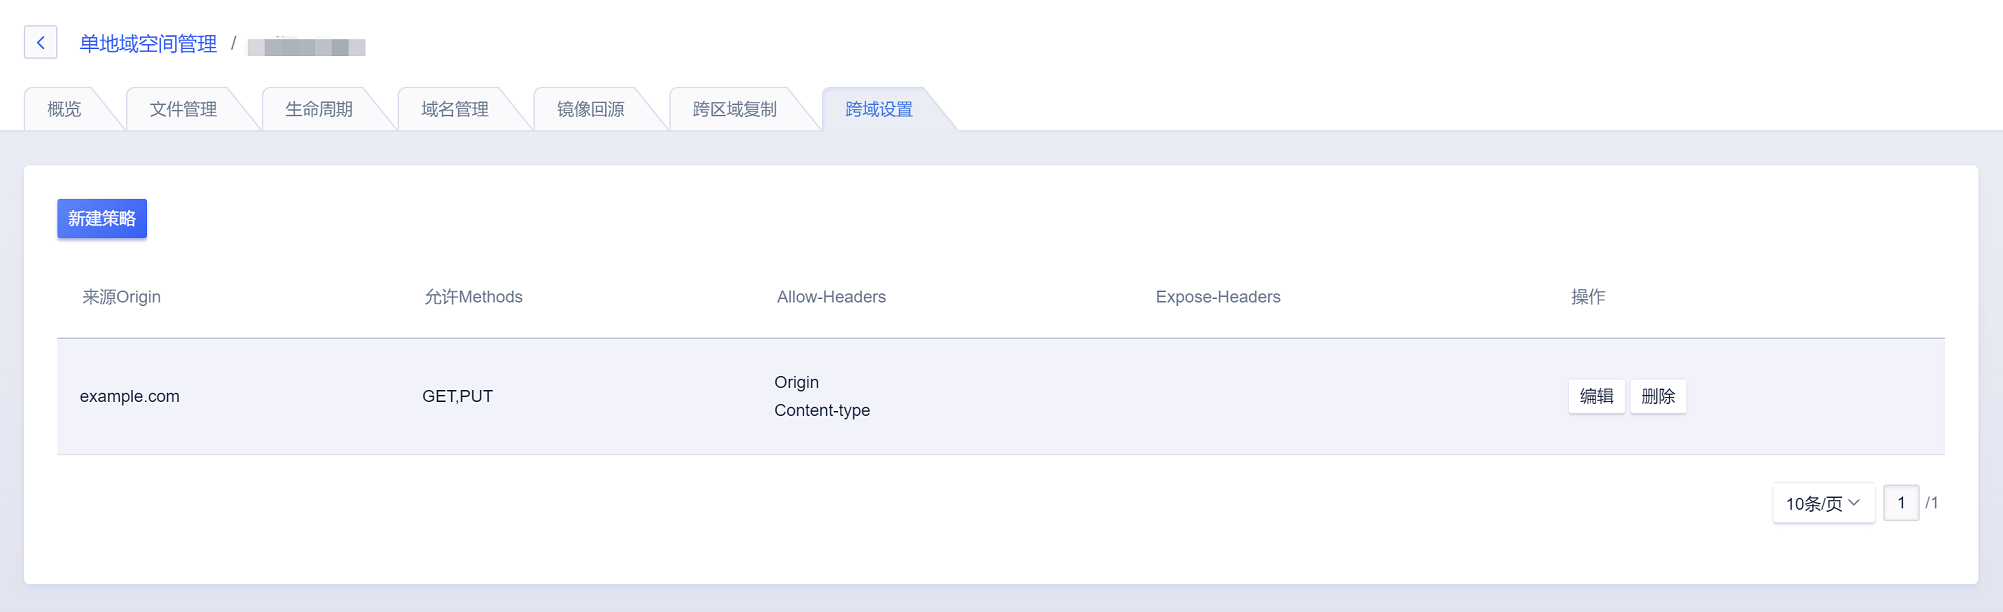 单地域空间管理 /
概览 文件管理 生命周期 域名管理 镜像回源 跨区域复制 跨域设置
新建策略
来源Origin 允许Methods Allow-Headers Expose-Headers 操作
example.com GET,PUT Origin 编辑 删除
Content-type
10条/页 1 /1